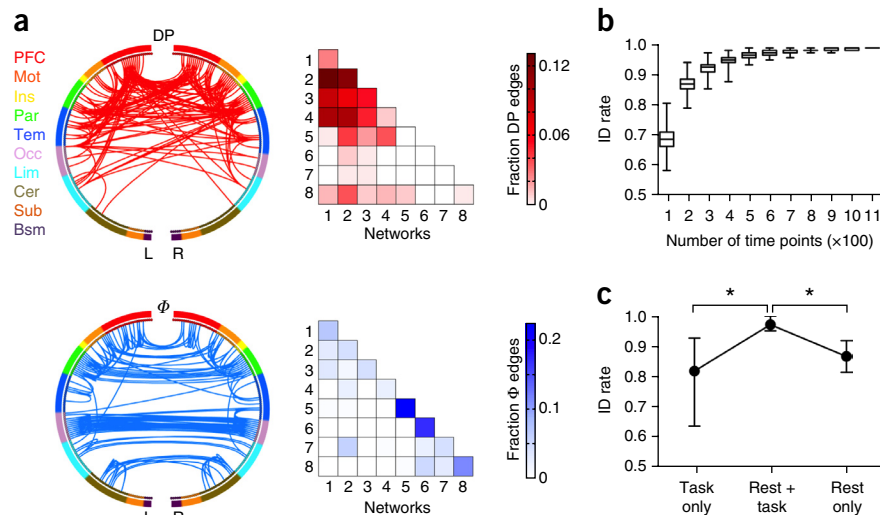 a
DP
PFC
Mot
Ins
Par
Tem
Occ
Lim
Cer
Sub
Bsm
L R
1
2
3
4
5
6
7
8
1 2 3 4 5 6 7 8
Networks
Fraction DP edges
0.12
0.06
0
b
ID rate
1.0
0.9
0.8
0.7
0.6
0.5
1 2 3 4 5 6 7 8 9 10 11
Number of time points (×100)
Φ
1
2
3
4
5
6
7
8
1 2 3 4 5 6 7 8
Networks
Fraction Φ edges
0.2
0.1
0
c
* *
ID rate
1.0
0.9
0.8
0.7
0.6
0.5
Task only
Rest + task
Rest only